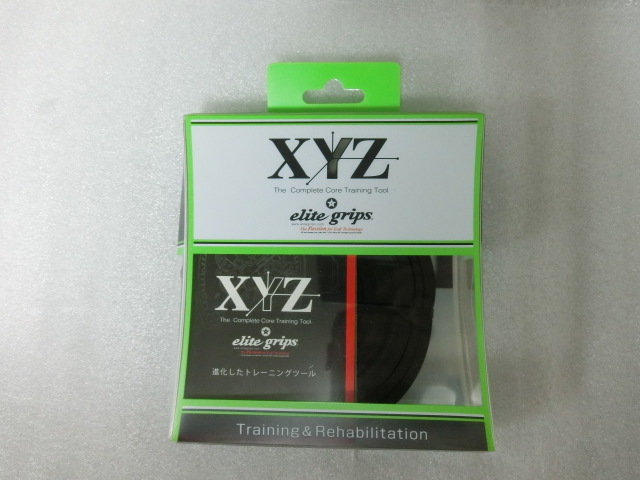 XYZ
The Complete Core Training Tool
elite grips
XYZ
The Complete Core Training Tool
elite grips
進化したトレーニングツール
Training & Rehabilitation